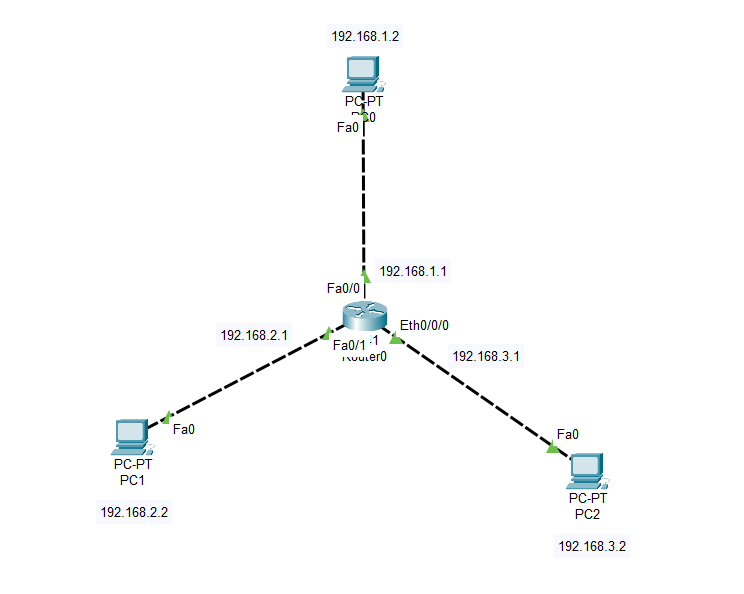 192.168.1.2
PC-PT
Fa0
192.168.1.1
Fa0/0
Eth0/0/0
192.168.2.1
Fa0/1
Router0
192.168.3.1
Fa0
PC-PT
PC1
192.168.2.2
Fa0
PC-PT
PC2
192.168.3.2